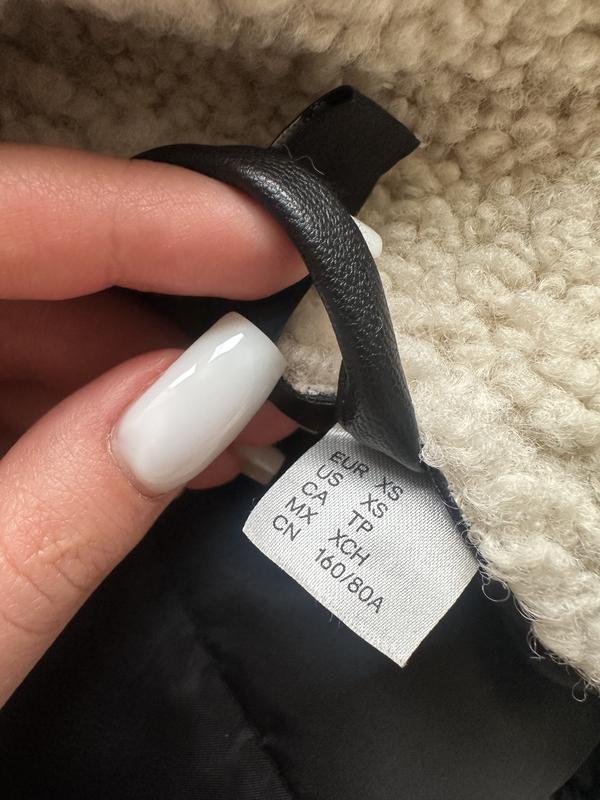 EUR XS
US XS
CA TP
MX XCH
CN 160/80A